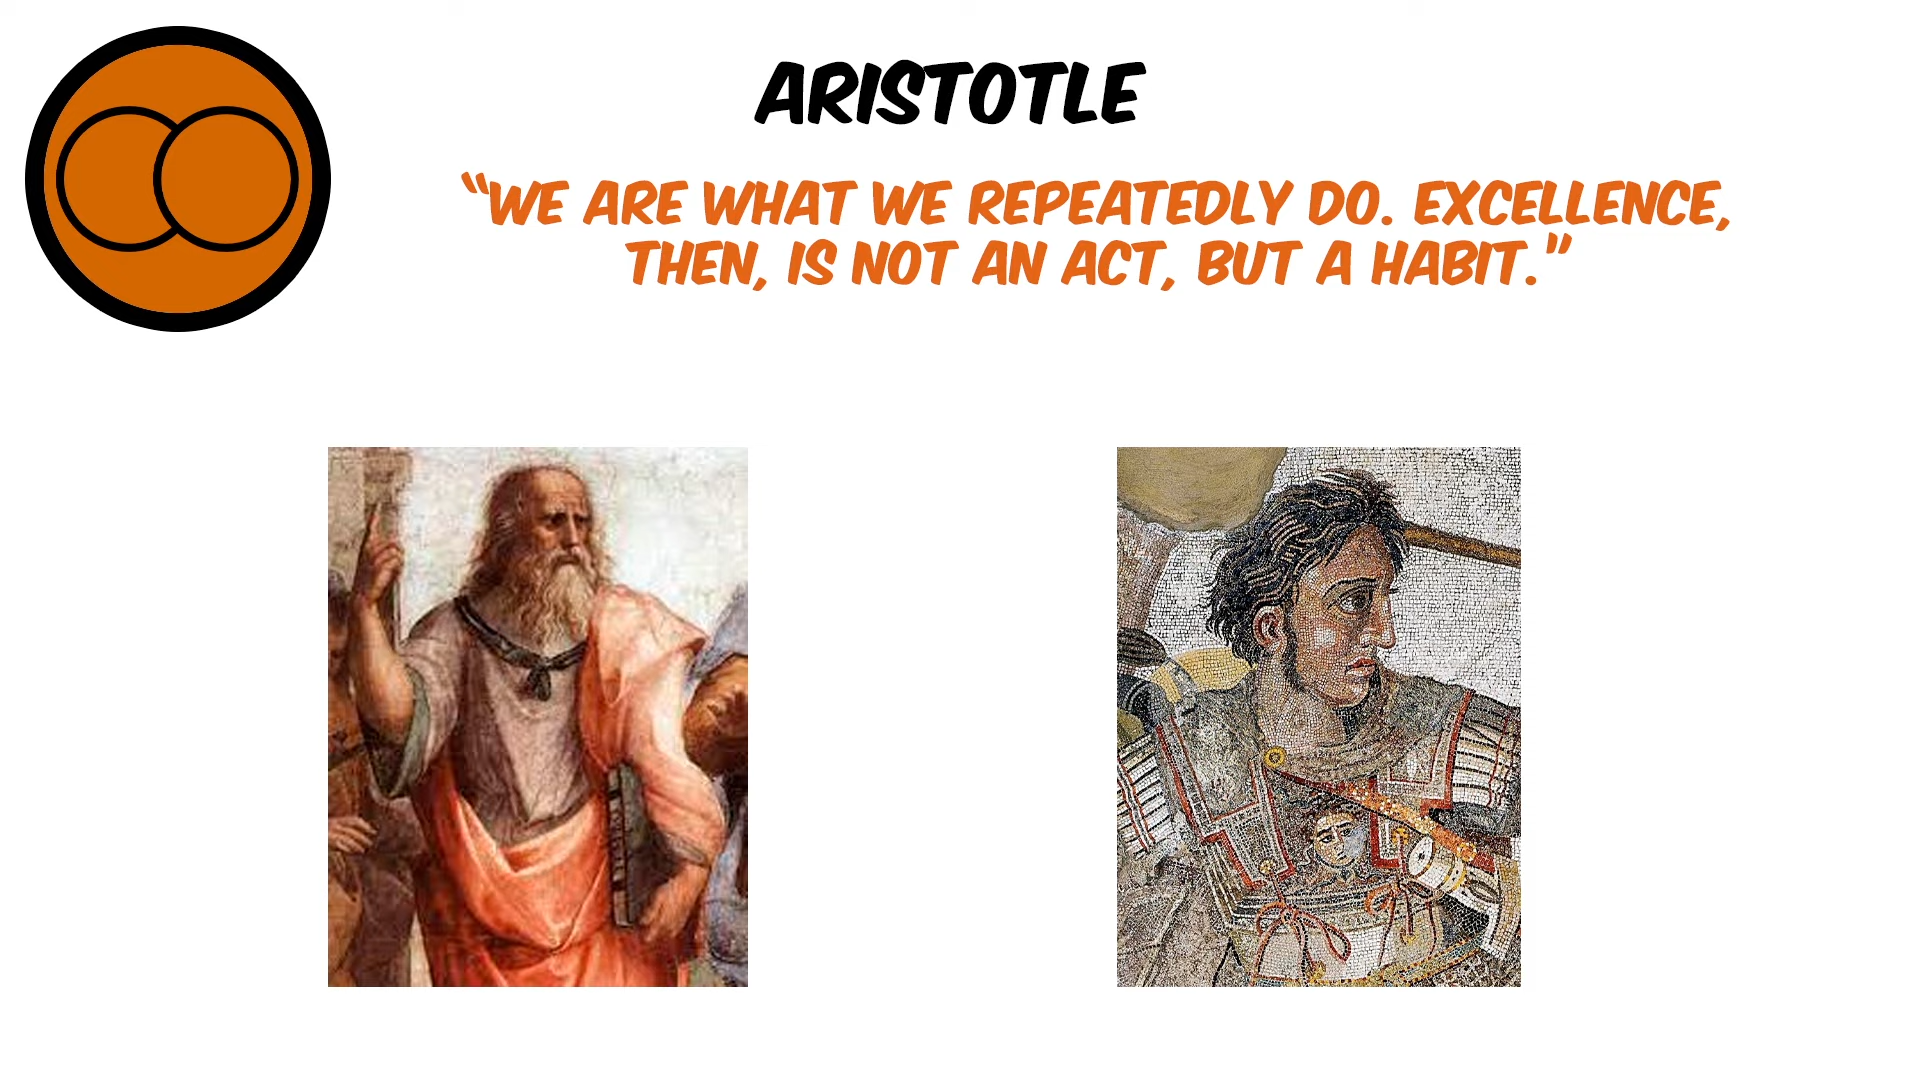 ARISTOTLE
“WE ARE WHAT WE REPEATEDLY DO. EXCELLENCE,
THEN, IS NOT AN ACT, BUT A HABIT.”